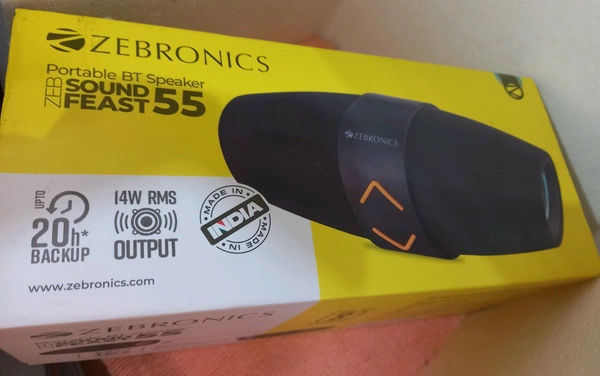 ZEBRONICS
Portable BT Speaker
ZEB SOUND
FEAST 55
ZEBRONICS
UPTO
20h*
BACKUP
14W RMS
OUTPUT
MADE IN
INDIA
MADE IN
www.zebronics.com
ZEBRONICS